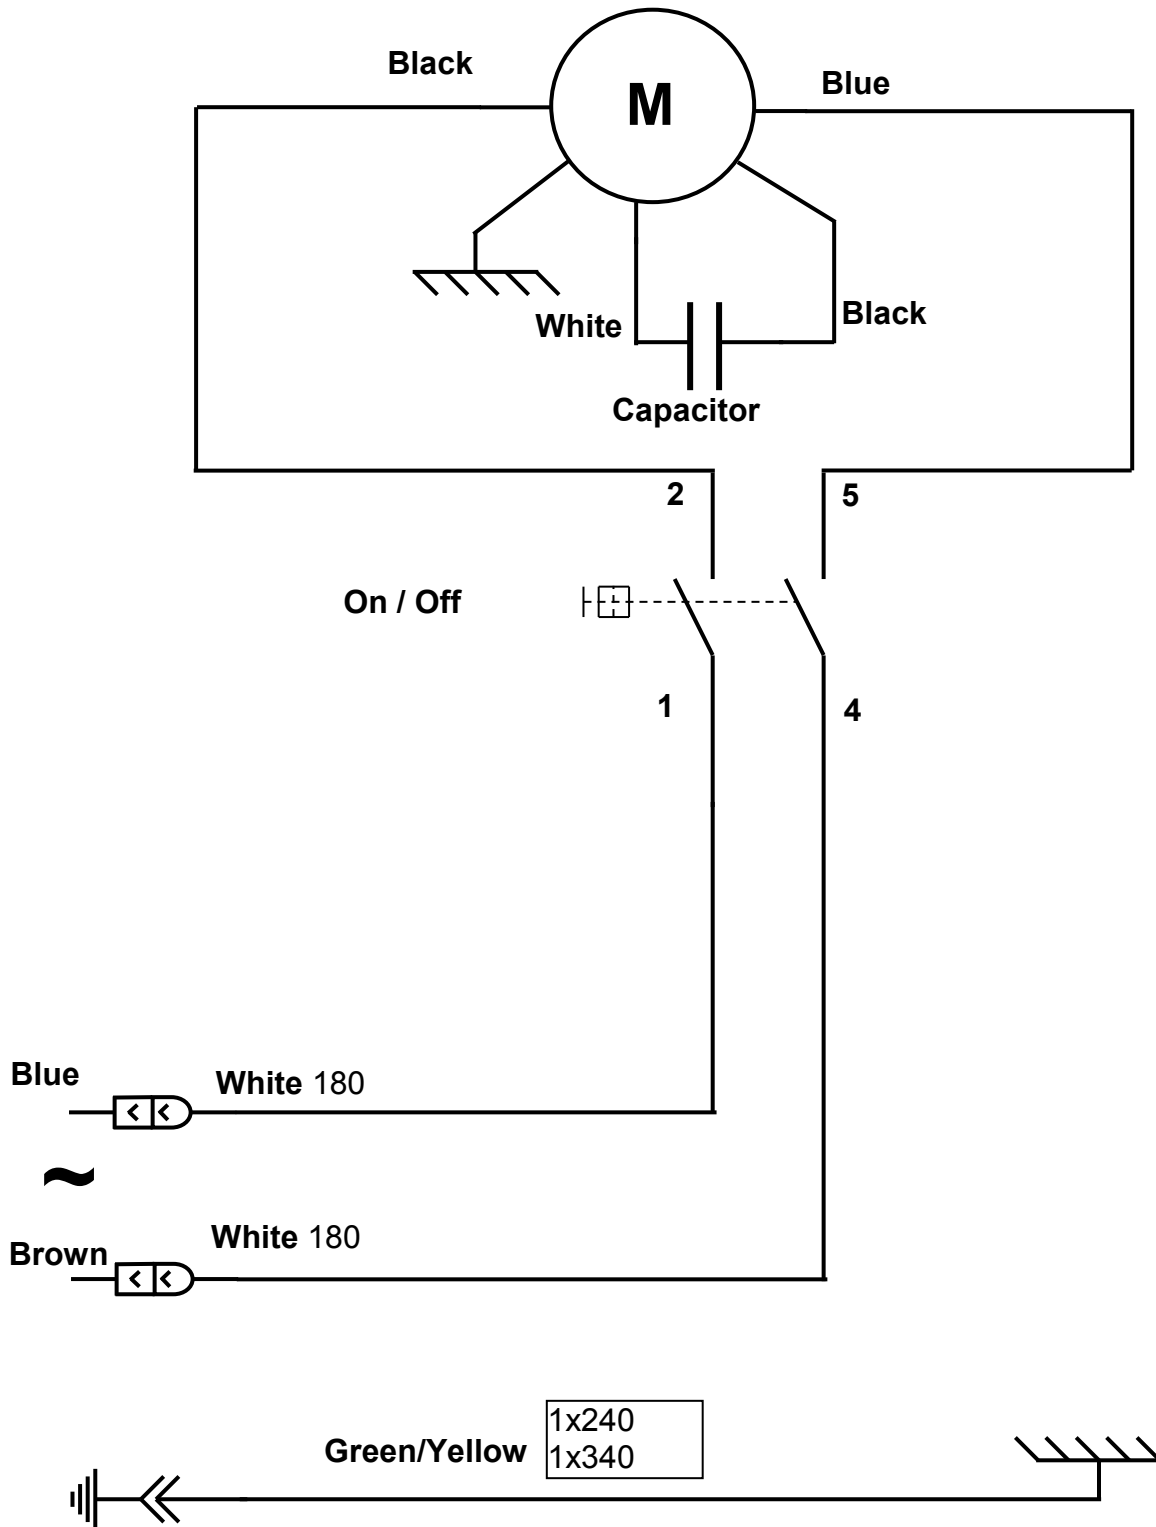 Black
Blue
M
White
Black
Capacitor
2
5
On / Off
1
4
Blue
White 180
~
Brown
White 180
Green/Yellow
1x240
1x340